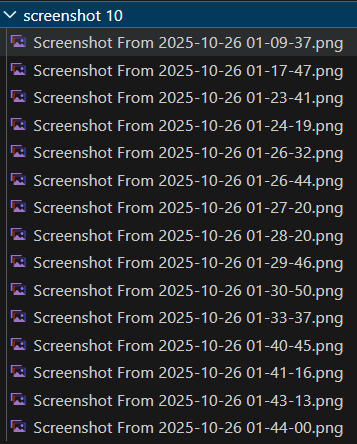 screenshot 10
Screenshot From 2025-10-26 01-09-37.png
Screenshot From 2025-10-26 01-17-47.png
Screenshot From 2025-10-26 01-23-41.png
Screenshot From 2025-10-26 01-24-19.png
Screenshot From 2025-10-26 01-26-32.png
Screenshot From 2025-10-26 01-26-44.png
Screenshot From 2025-10-26 01-27-20.png
Screenshot From 2025-10-26 01-28-20.png
Screenshot From 2025-10-26 01-29-46.png
Screenshot From 2025-10-26 01-30-50.png
Screenshot From 2025-10-26 01-33-37.png
Screenshot From 2025-10-26 01-40-45.png
Screenshot From 2025-10-26 01-41-16.png
Screenshot From 2025-10-26 01-43-13.png
Screenshot From 2025-10-26 01-44-00.png